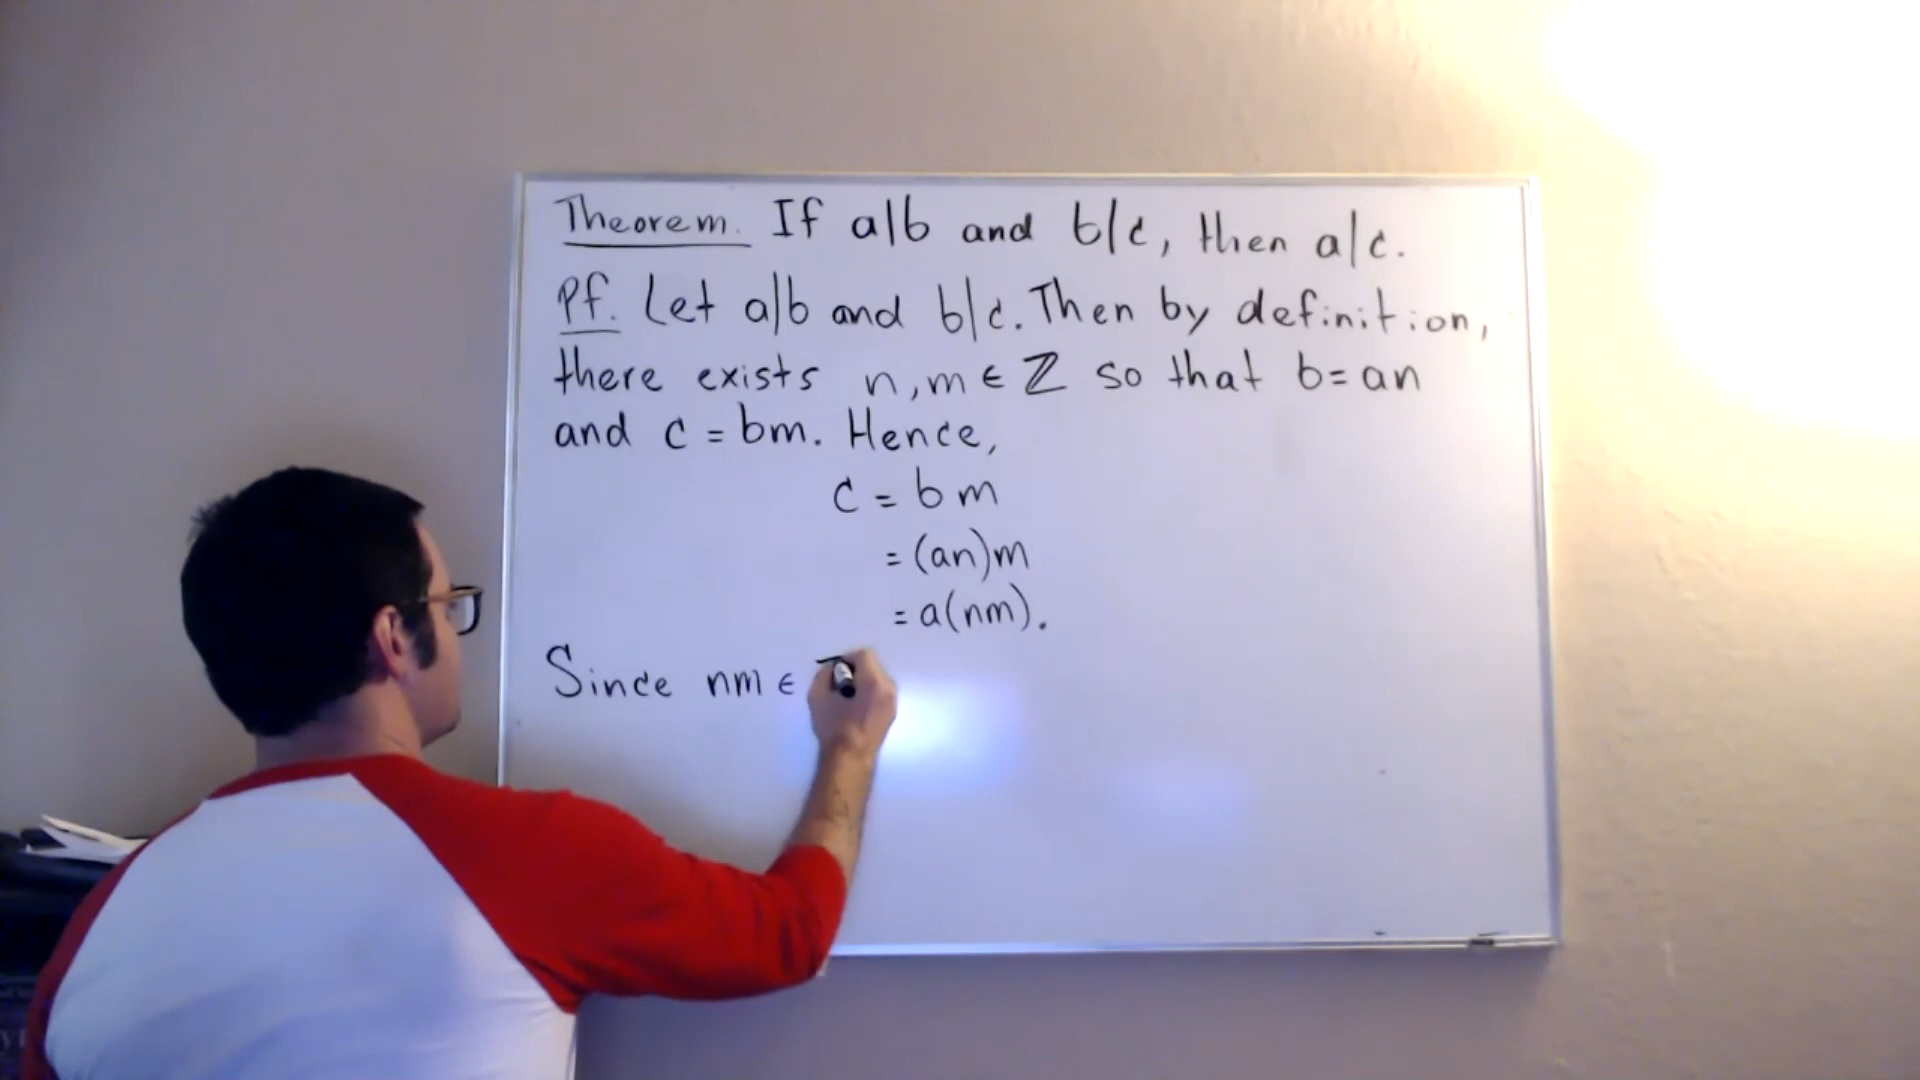 Theorem. If a|b and b|c, then a|c.
Pf. Let a|b and b|c. Then by definition,
there exists n, m ∈ ℤ so that b = an
and c = bm. Hence,
c = bm
= (an)m
= a(nm).
Since nm ∈